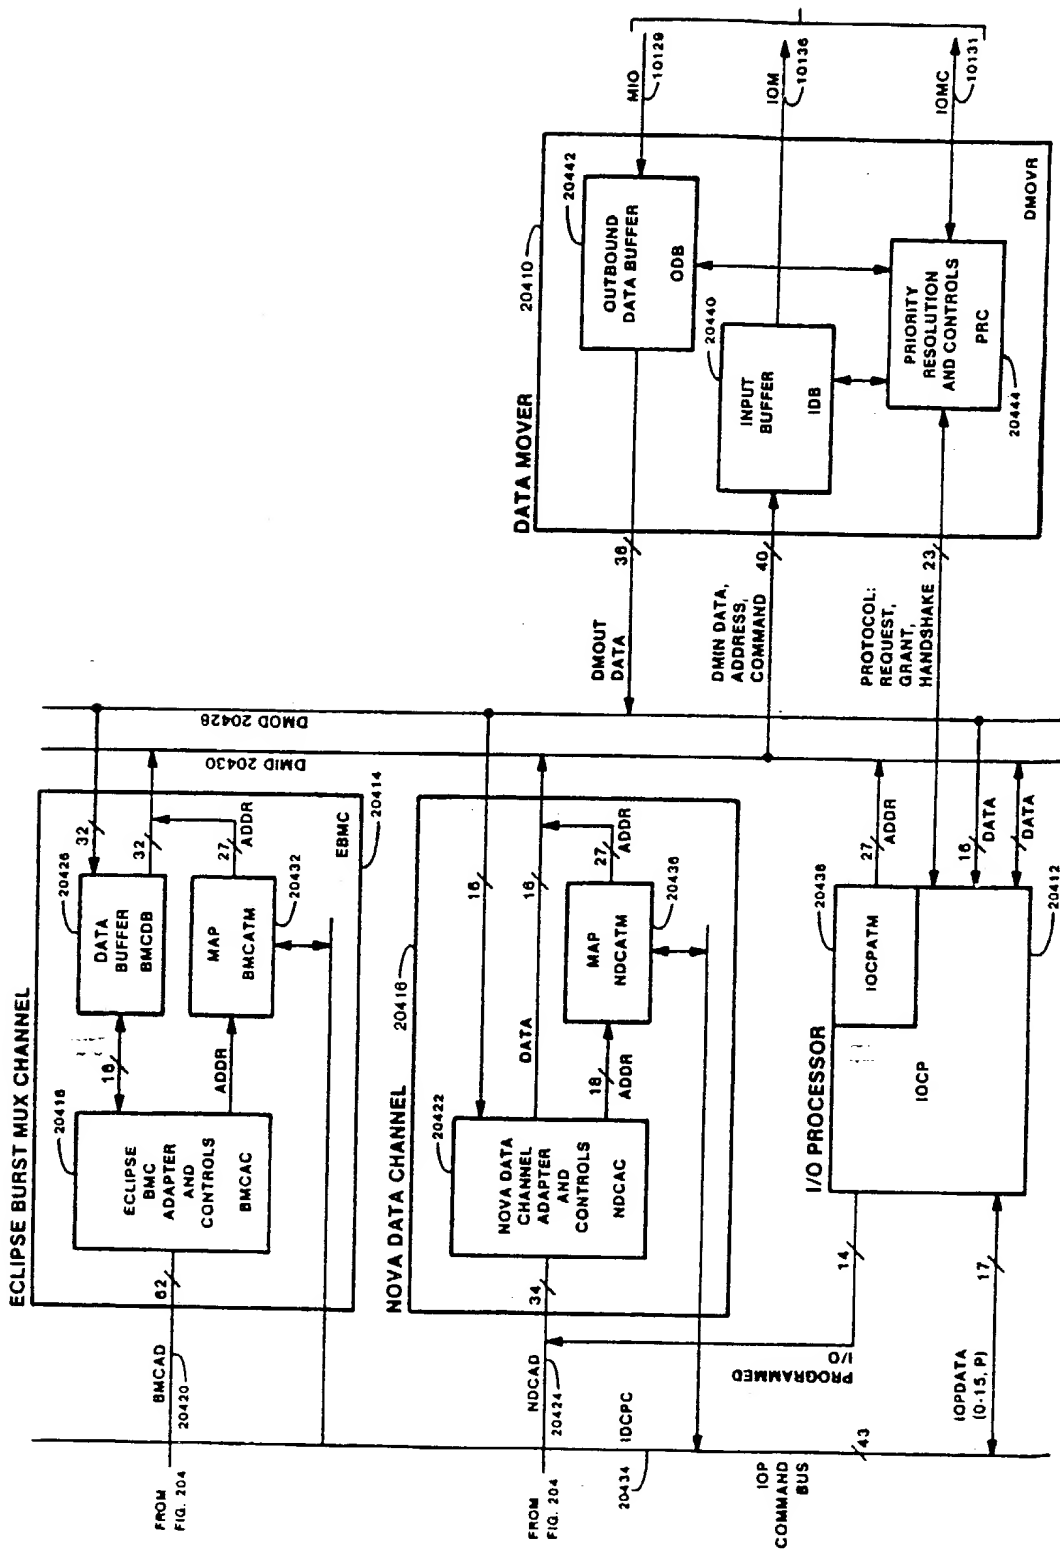 ECLIPSE BURST MUX CHANNEL
FROM
FIG. 204
BMCAD
20420
62
20418
ECLIPSE
BMC
ADAPTER
AND
CONTROLS
BMCAC
16
ADDR
20426
DATA
BUFFER
BMCDB
MAP
BMCATM
20432
32
32
27
ADDR
EBMC
20414
DMID 20430
DMOD 20428
NOVA DATA CHANNEL
20416
FROM
FIG. 204
NDCAD
20424
34
20422
NOVA DATA
CHANNEL
ADAPTER
AND
CONTROLS
NDCAC
16
DATA
16
18
ADDR
MAP
NDCATM
20436
27
ADDR
IDCPC
20434
PROGRAMMED
I/O
14
IOP
COMMAND
BUS
43
IOPDATA
(0-15,P)
17
I/O PROCESSOR
IOCP
IOCPATM
20438
27
ADDR
16
DATA
DATA
20412
DATA MOVER
20410
DMOUT
DATA
36
DMIN DATA,
ADDRESS,
COMMAND
40
PROTOCOL:
REQUEST,
GRANT,
HANDSHAKE
23
OUTBOUND
DATA BUFFER
ODB
20442
20440
INPUT
BUFFER
IDB
PRIORITY
RESOLUTION
AND CONTROLS
PRC
20444
DMOVR
MIO
10129
IOM
10136
IOMC
10131